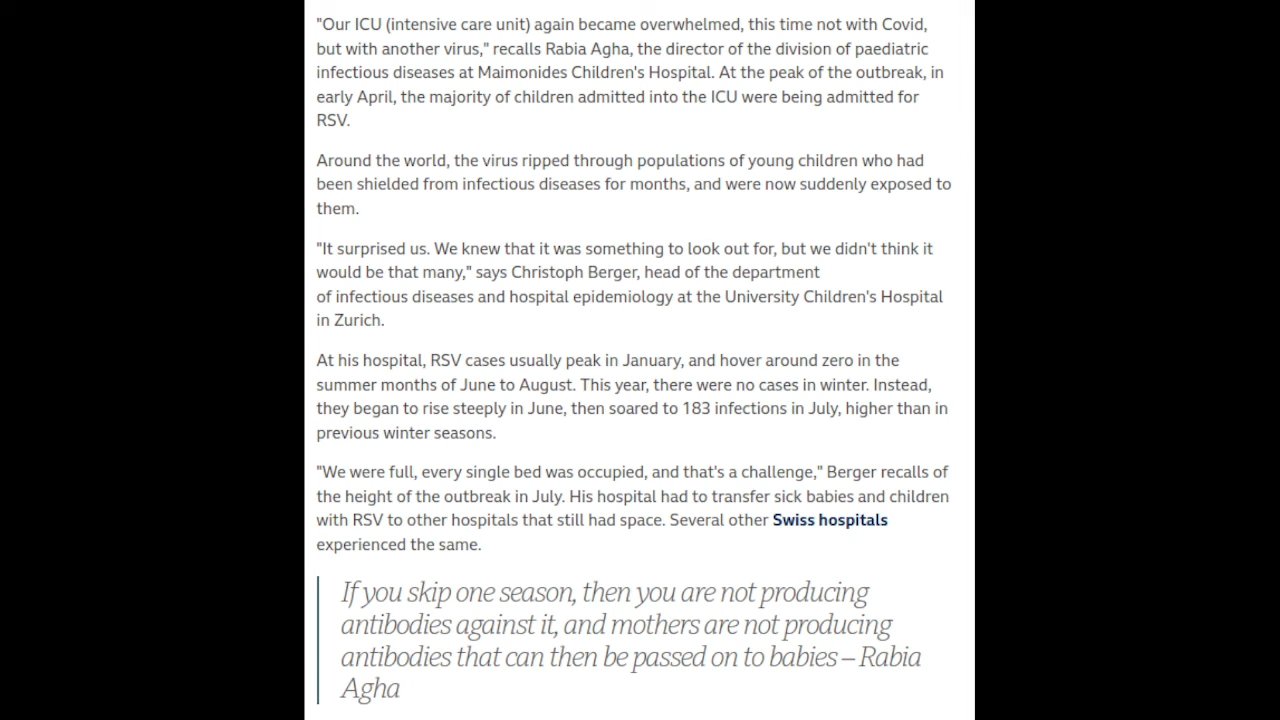 "Our ICU (intensive care unit) again became overwhelmed, this time not with Covid,
but with another virus," recalls Rabia Agha, the director of the division of paediatric
infectious diseases at Maimonides Children's Hospital. At the peak of the outbreak, in
early April, the majority of children admitted into the ICU were being admitted for
RSV.
Around the world, the virus ripped through populations of young children who had
been shielded from infectious diseases for months, and were now suddenly exposed to
them.
"It surprised us. We knew that it was something to look out for, but we didn't think it
would be that many," says Christoph Berger, head of the department
of infectious diseases and hospital epidemiology at the University Children's Hospital
in Zurich.
At his hospital, RSV cases usually peak in January, and hover around zero in the
summer months of June to August. This year, there were no cases in winter. Instead,
they began to rise steeply in June, then soared to 183 infections in July, higher than in
previous winter seasons.
"We were full, every single bed was occupied, and that's a challenge," Berger recalls of
the height of the outbreak in July. His hospital had to transfer sick babies and children
with RSV to other hospitals that still had space. Several other Swiss hospitals
experienced the same.
If you skip one season, then you are not producing
antibodies against it, and mothers are not producing
antibodies that can then be passed on to babies – Rabia
Agha